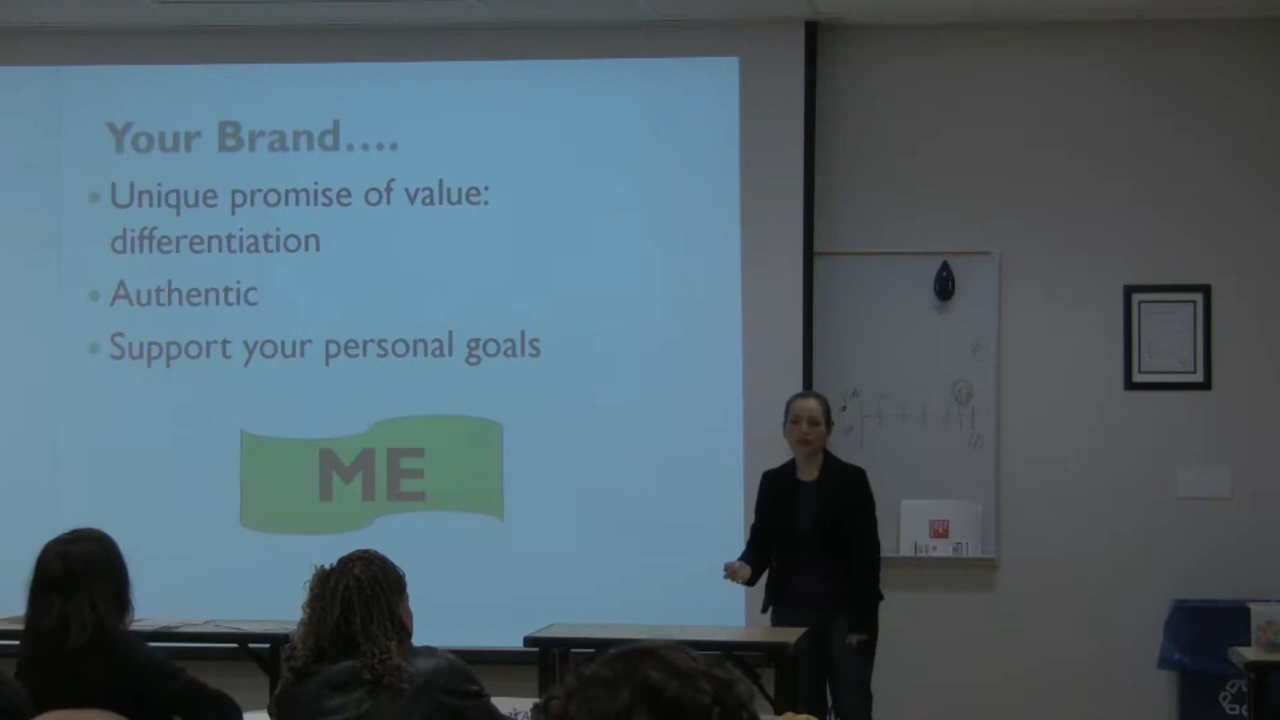 Your Brand....
• Unique promise of value:
differentiation
• Authentic
• Support your personal goals
ME